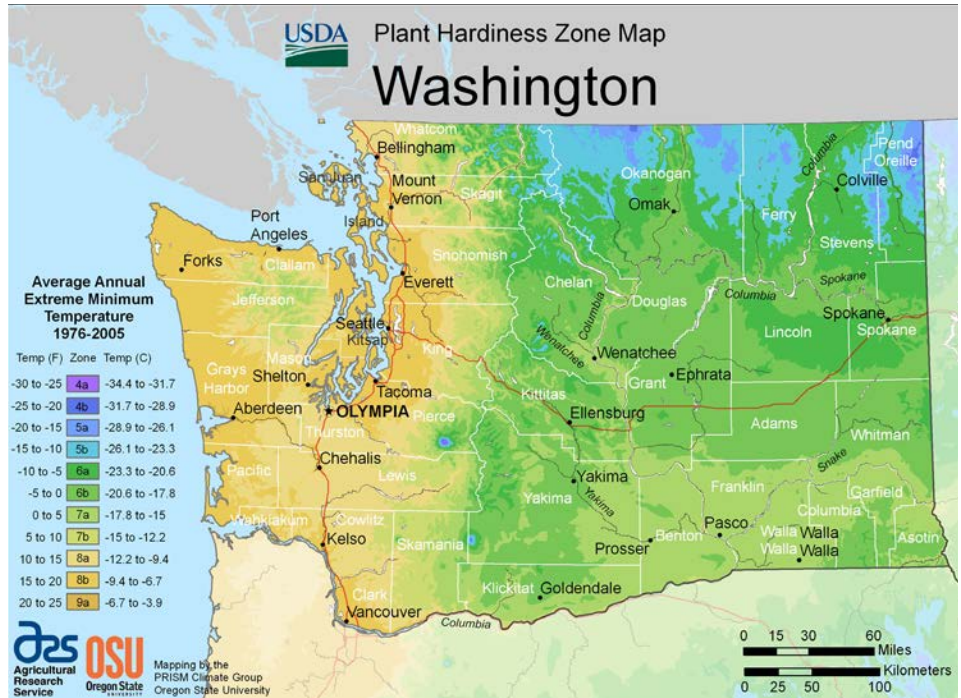 USDA
Plant Hardiness Zone Map
Washington
Whatcom
Bellingham
San Juan
Mount
Vernon
Skagit
Island
Port
Angeles
Clallam
Forks
Jefferson
Snohomish
Everett
Seattle
Kitsap
King
Mason
Grays
Harbor
Shelton
Tacoma
Aberdeen
OLYMPIA
Pierce
Thurston
Chehalis
Pacific
Lewis
Wahkiakum
Cowlitz
Kelso
Skamania
Clark
Vancouver
Okanogan
Omak
Ferry
Columbia
Pend
Oreille
Colville
Stevens
Chelan
Douglas
Columbia
Columbia
Spokane
Spokane
Spokane
Lincoln
Wenatchee
Wenatchee
Grant
Ephrata
Kittitas
Ellensburg
Adams
Whitman
Snake
Yakima
Yakima
Yakima
Franklin
Garfield
Columbia
Pasco
Benton
Prosser
Walla
Walla
Walla
Walla
Asotin
Klickitat
Goldendale
Columbia
Average Annual
Extreme Minimum
Temperature
1976-2005
Temp (F) Zone Temp (C)
-30 to -25 4a -34.4 to -31.7
-25 to -20 4b -31.7 to -28.9
-20 to -15 5a -28.9 to -26.1
-15 to -10 5b -26.1 to -23.3
-10 to -5 6a -23.3 to -20.6
-5 to 0 6b -20.6 to -17.8
0 to 5 7a -17.8 to -15
5 to 10 7b -15 to -12.2
10 to 15 8a -12.2 to -9.4
15 to 20 8b -9.4 to -6.7
20 to 25 9a -6.7 to -3.9
ars
Agricultural
Research
Service
OSU
Oregon State
University
Mapping by the
PRISM Climate Group
Oregon State University
0 15 30 60
Miles
Kilometers
0 25 50 100